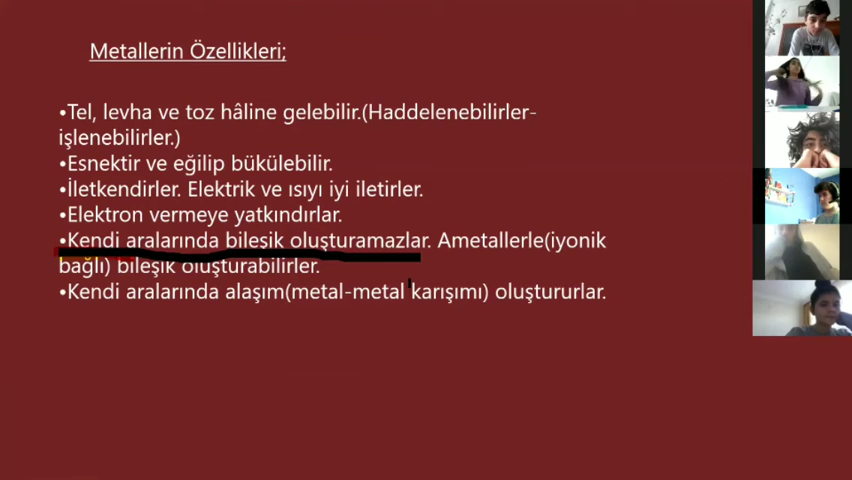 Metallerin Özellikleri;
•Tel, levha ve toz hâline gelebilir.(Haddelenebilirler-
işlenebilirler.)
•Esnektir ve eğilip bükülebilir.
•İletkendirler. Elektrik ve ısıyı iyi iletirler.
•Elektron vermeye yatkındırlar.
•Kendi aralarında bileşik oluşturamazlar. Ametallerle(iyonik
bağlı) bileşik oluşturabilirler.
•Kendi aralarında alaşım(metal-metal karışımı) oluştururlar.